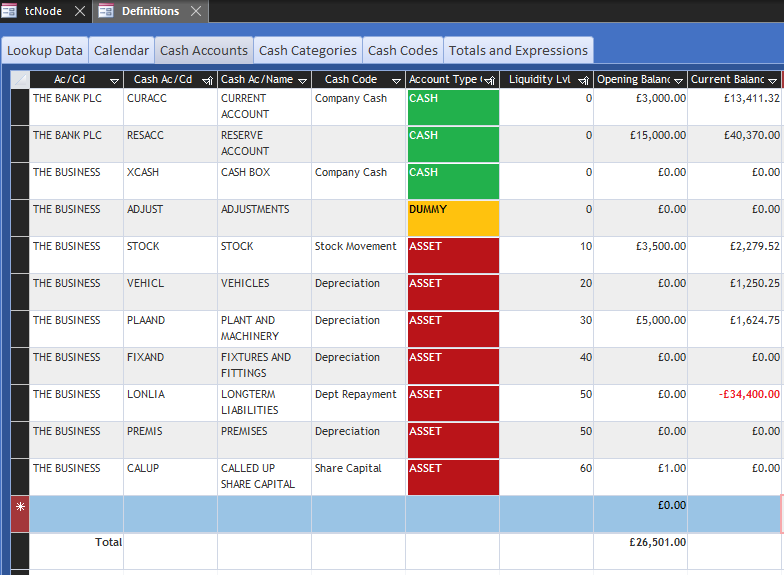 tcNode Definitions
Lookup Data Calendar Cash Accounts Cash Categories Cash Codes Totals and Expressions
Ac/Cd Cash Ac/Cd Cash Ac/Name Cash Code Account Type Liquidity Lvl Opening Balanc Current Balanc
THE BANK PLC CURACC CURRENT Company Cash CASH 0 £3,000.00 £13,411.32
ACCOUNT
THE BANK PLC RESACC RESERVE CASH 0 £15,000.00 £40,370.00
ACCOUNT
THE BUSINESS XCASH CASH BOX Company Cash CASH 0 £0.00 £0.00
THE BUSINESS ADJUST ADJUSTMENTS DUMMY 0 £0.00 £0.00
THE BUSINESS STOCK STOCK Stock Movement ASSET 10 £3,500.00 £2,279.52
THE BUSINESS VEHICL VEHICLES Depreciation ASSET 20 £0.00 £1,250.25
THE BUSINESS PLAAND PLANT AND Depreciation ASSET 30 £5,000.00 £1,624.75
MACHINERY
THE BUSINESS FIXAND FIXTURES AND Depreciation ASSET 40 £0.00 £0.00
FITTINGS
THE BUSINESS LONLIA LONGTERM Dept Repayment ASSET 50 £0.00 -£34,400.00
LIABILITIES
THE BUSINESS PREMIS PREMISES Depreciation ASSET 50 £0.00 £0.00
THE BUSINESS CALUP CALLED UP Share Capital ASSET 60 £1.00 £0.00
SHARE CAPITAL
£0.00
Total £26,501.00